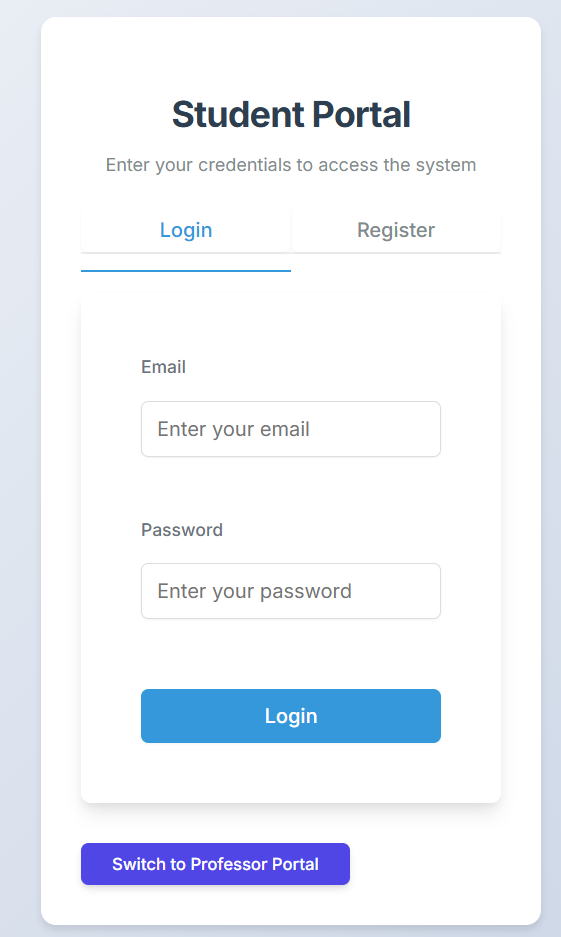 Student Portal
Enter your credentials to access the system
Login
Register
Email
Enter your email
Password
Enter your password
Login
Switch to Professor Portal